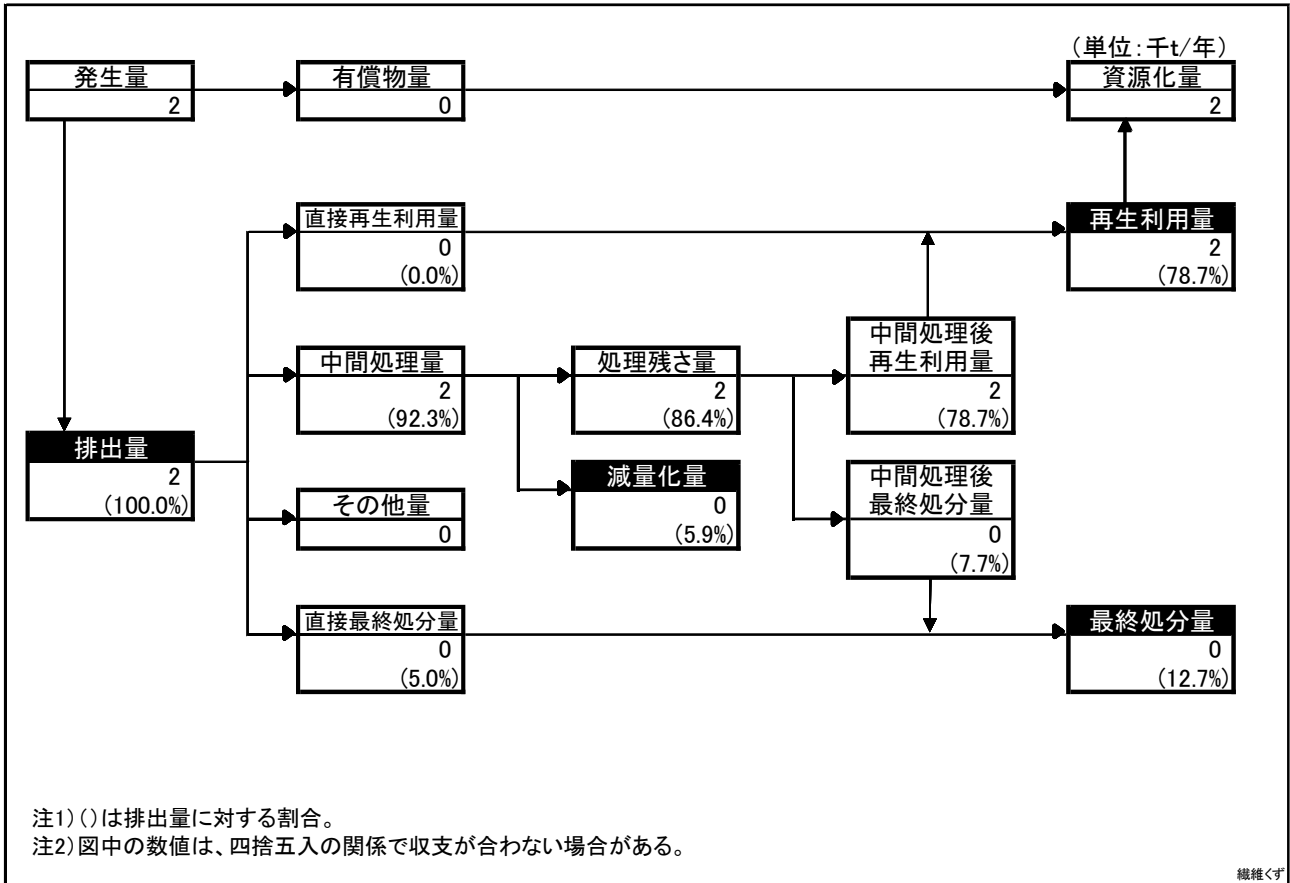 （単位：千t/年）
発生量
2
有償物量
0
資源化量
2
直接再生利用量
0
(0.0%)
再生利用量
2
(78.7%)
中間処理量
2
(92.3%)
処理残さ量
2
(86.4%)
中間処理後
再生利用量
2
(78.7%)
排出量
2
(100.0%)
減量化量
0
(5.9%)
中間処理後
最終処分量
0
(7.7%)
その他量
0
直接最終処分量
0
(5.0%)
最終処分量
0
(12.7%)
注1）（）は排出量に対する割合。
注2）図中の数値は、四捨五入の関係で収支が合わない場合がある。
繊維くず